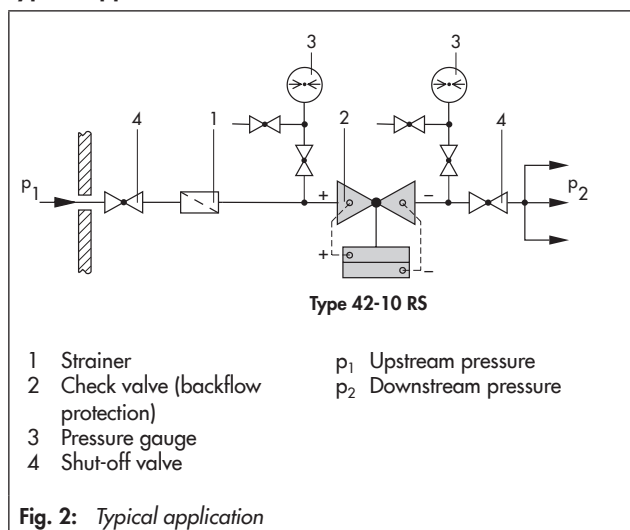 3
3
4
1
2
4
p₁
+
−
p₂
+
−
Type 42-10 RS
1 Strainer
2 Check valve (backflow
protection)
3 Pressure gauge
4 Shut-off valve
p₁ Upstream pressure
p₂ Downstream pressure
Fig. 2: Typical application